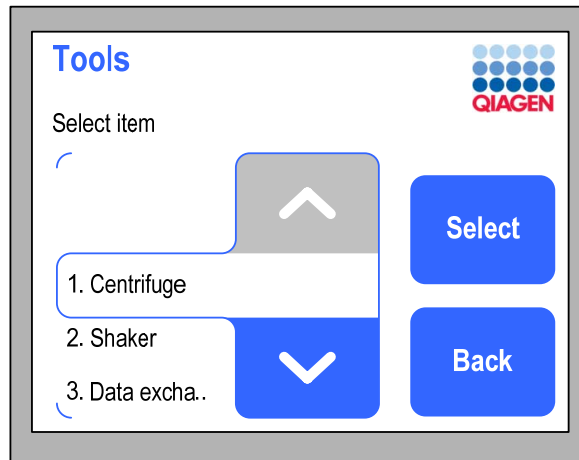 Tools
QIAGEN
Select item
Select
1. Centrifuge
2. Shaker
Back
3. Data excha..